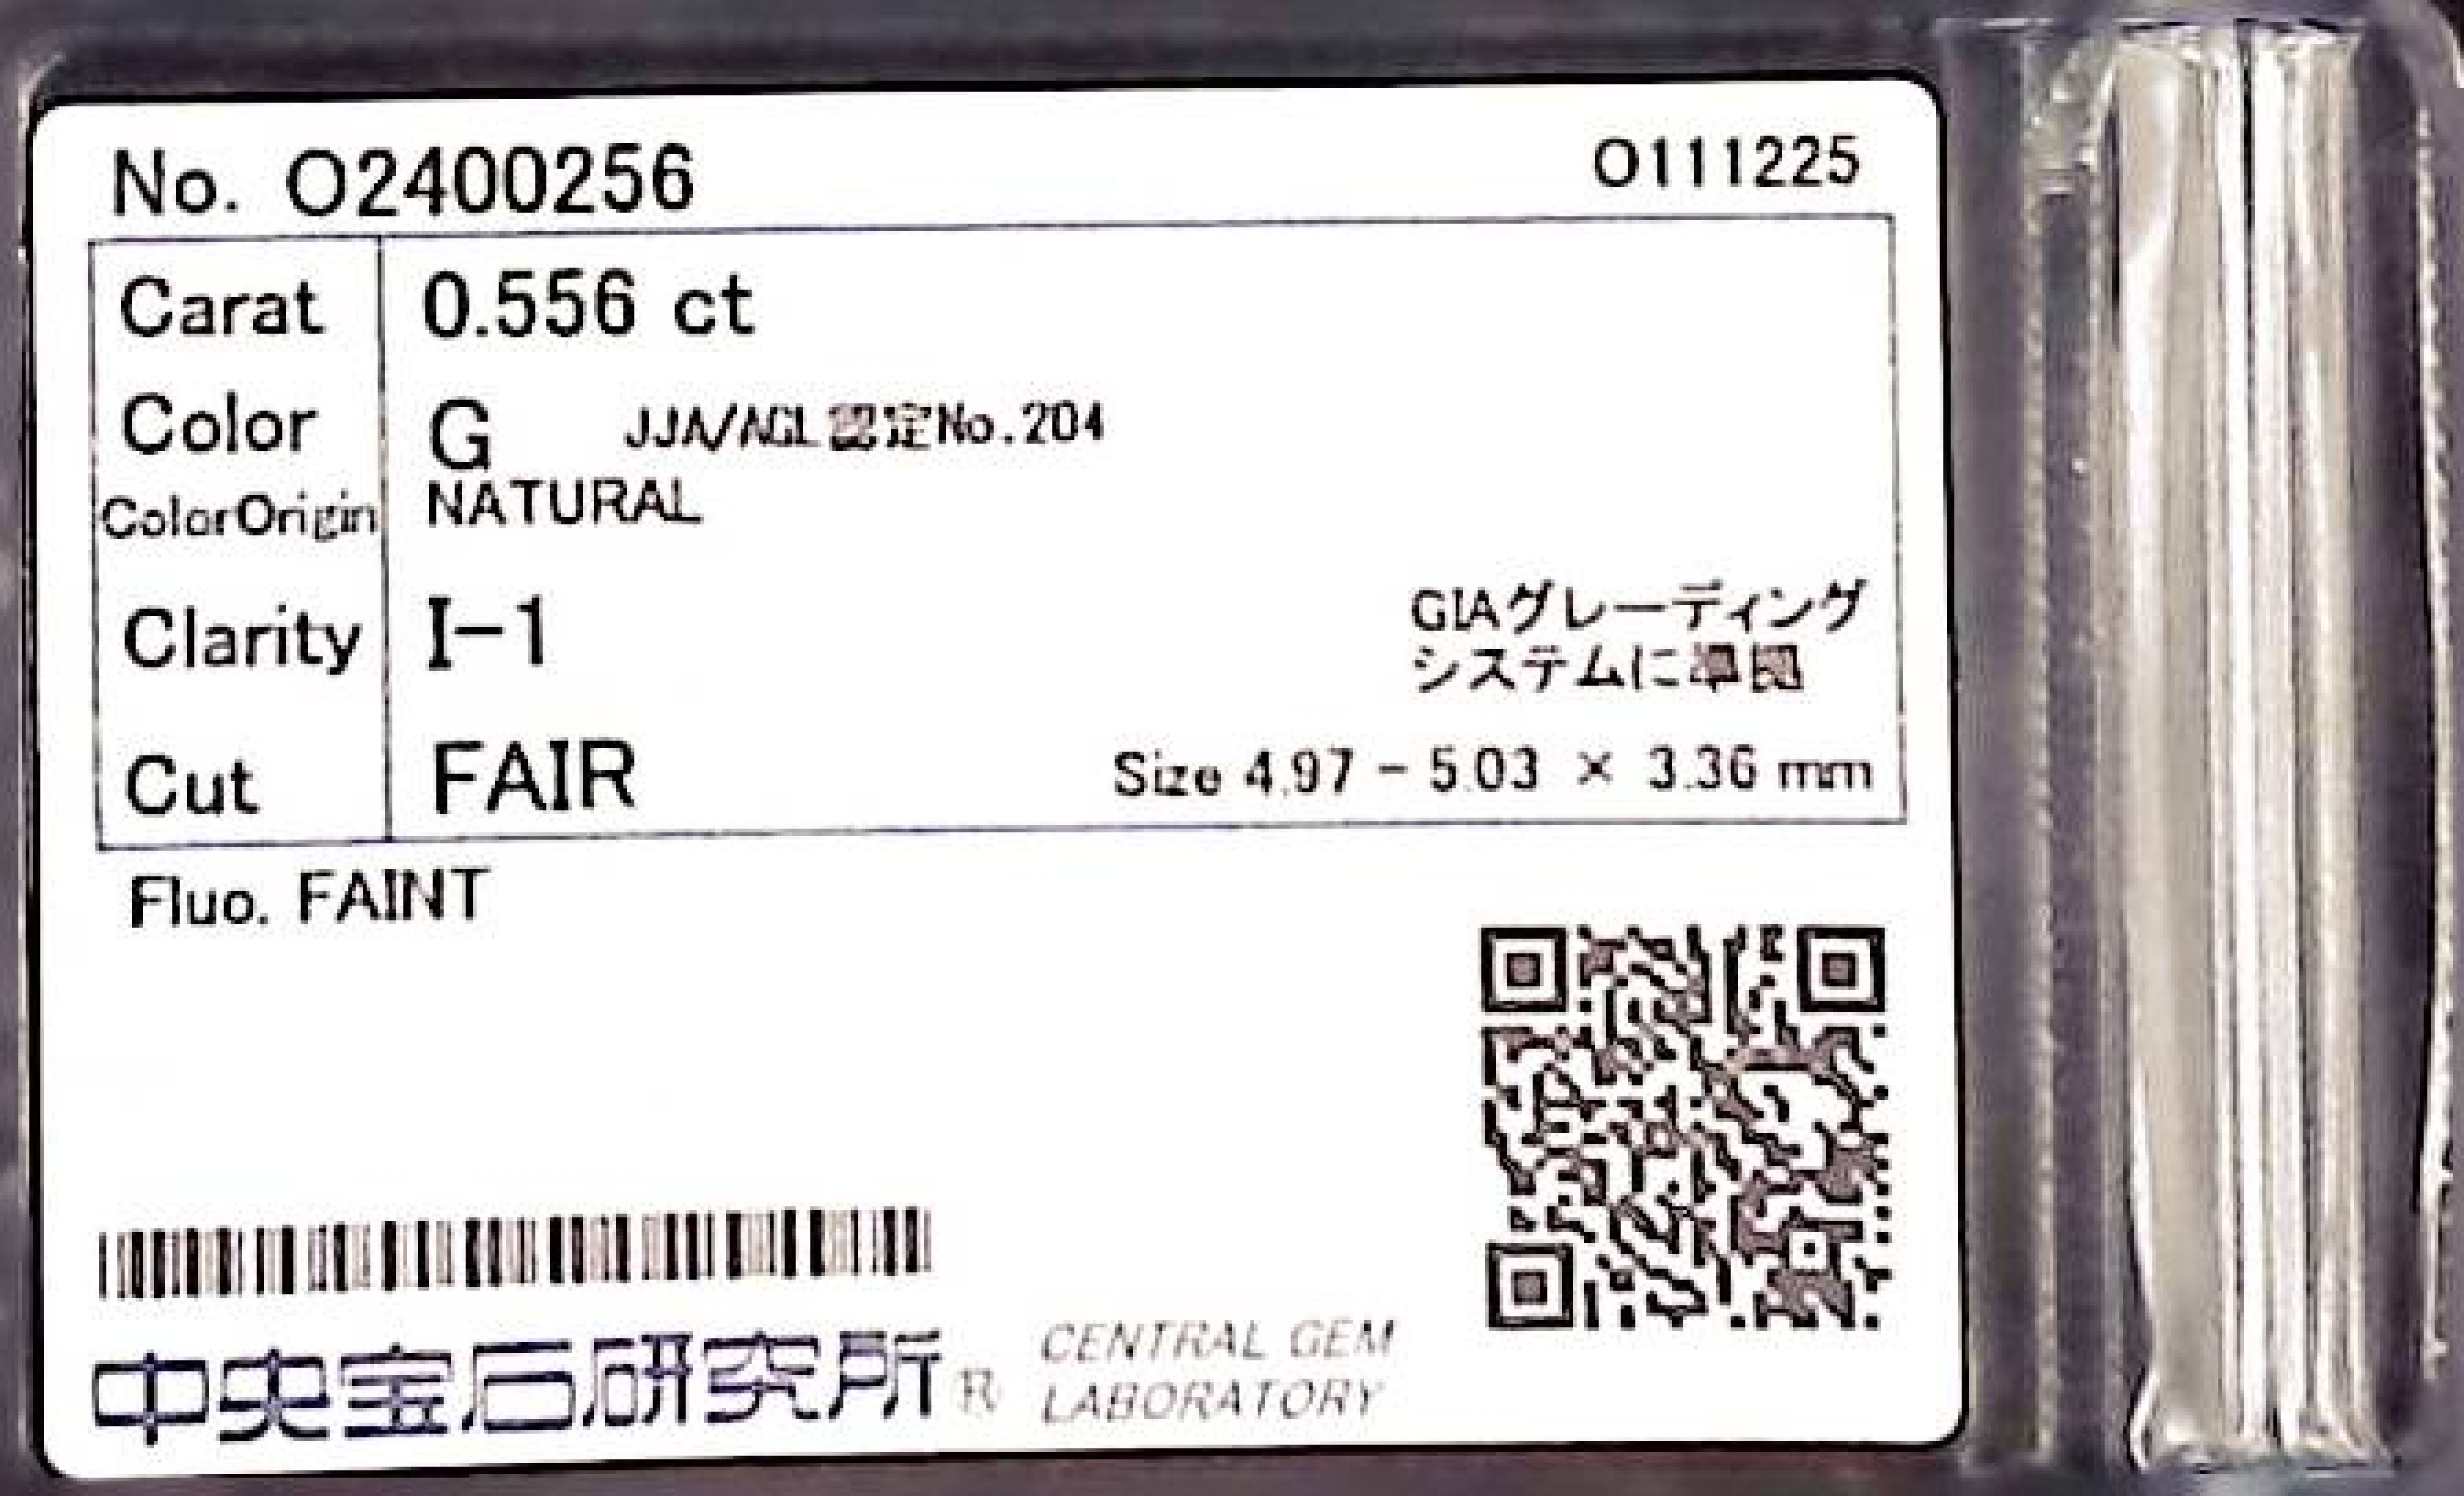 No. O2400256
O111225
Carat 0.556 ct
Color G JJA/AGL認定No.204
ColorOrigin NATURAL
Clarity I-1
GIAグレーディング
システムに準拠
Cut FAIR Size 4.97 - 5.03 × 3.36 mm
Fluo. FAINT
中央宝石研究所® CENTRAL GEM
LABORATORY